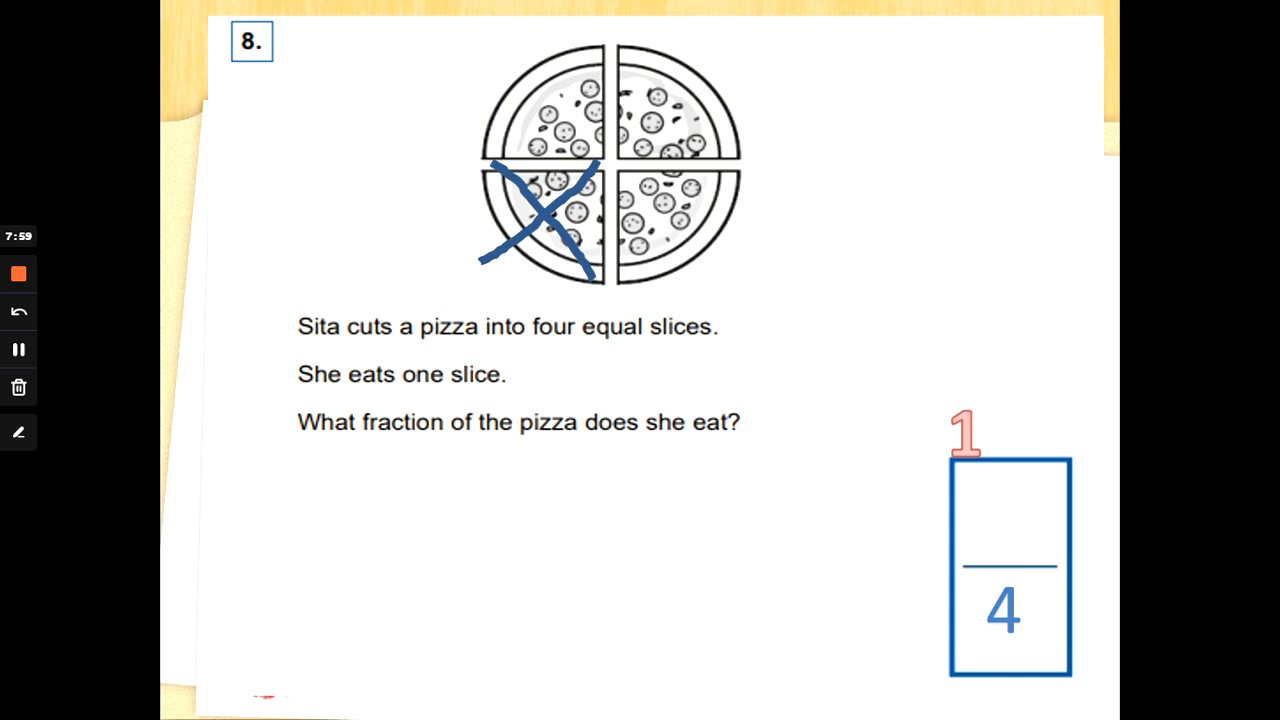 8.
7:59
Sita cuts a pizza into four equal slices.
She eats one slice.
What fraction of the pizza does she eat?
1
4